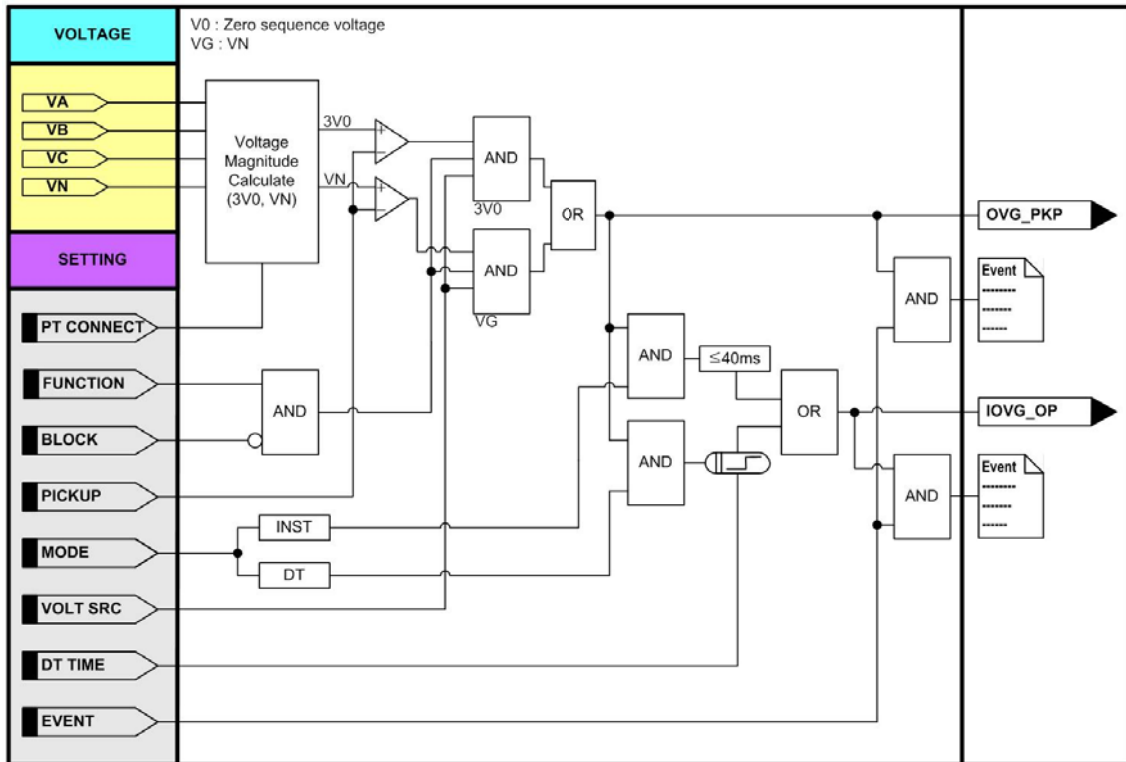 VOLTAGE
V0 : Zero sequence voltage
VG : VN
VA
VB
VC
VN
Voltage
Magnitude
Calculate
(3V0, VN)
3V0
VN
AND
3V0
AND
VG
OR
OVG_PKP
SETTING
AND
Event
--------
------
-----
PT CONNECT
AND
≤40ms
FUNCTION
AND
OR
IOVG_OP
BLOCK
AND
AND
Event
--------
------
-----
PICKUP
MODE
INST
DT
VOLT SRC
DT TIME
EVENT